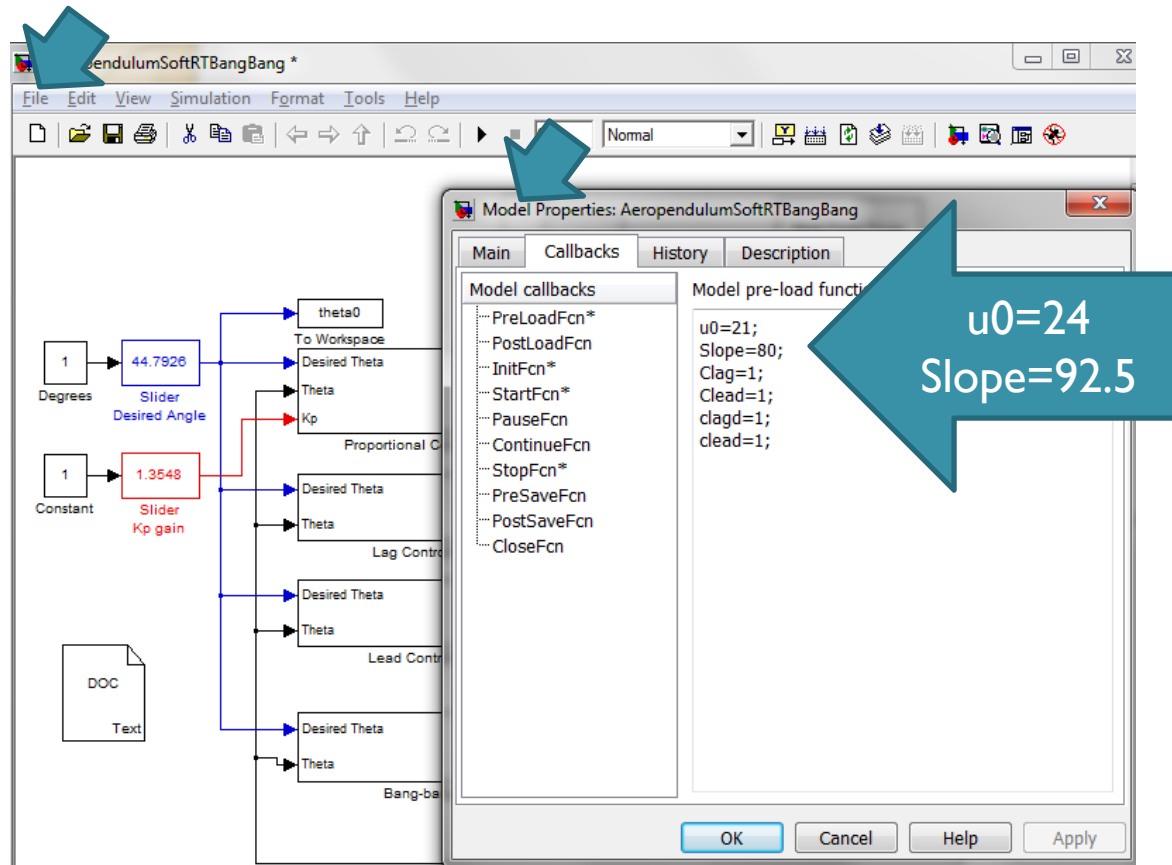 endulumSoftRTBangBang *
File Edit View Simulation Format Tools Help
Normal
Model Properties: AeropendulumSoftRTBangBang
Main Callbacks History Description
Model callbacks
PreLoadFcn*
PostLoadFcn
InitFcn*
StartFcn*
PauseFcn
ContinueFcn
StopFcn*
PreSaveFcn
PostSaveFcn
CloseFcn
Model pre-load functi
u0=21;
Slope=80;
Clag=1;
Clead=1;
clagd=1;
clead=1;
u0=24
Slope=92.5
OK Cancel Help Apply
theta0
To Workspace
1
Degrees
44.7926
Slider
Desired Angle
Desired Theta
Theta
Kp
Proportional C
1
Constant
1.3548
Slider
Kp gain
Desired Theta
Theta
Lag Contro
Desired Theta
Theta
Lead Contr
DOC
Text
Desired Theta
Theta
Bang-ba